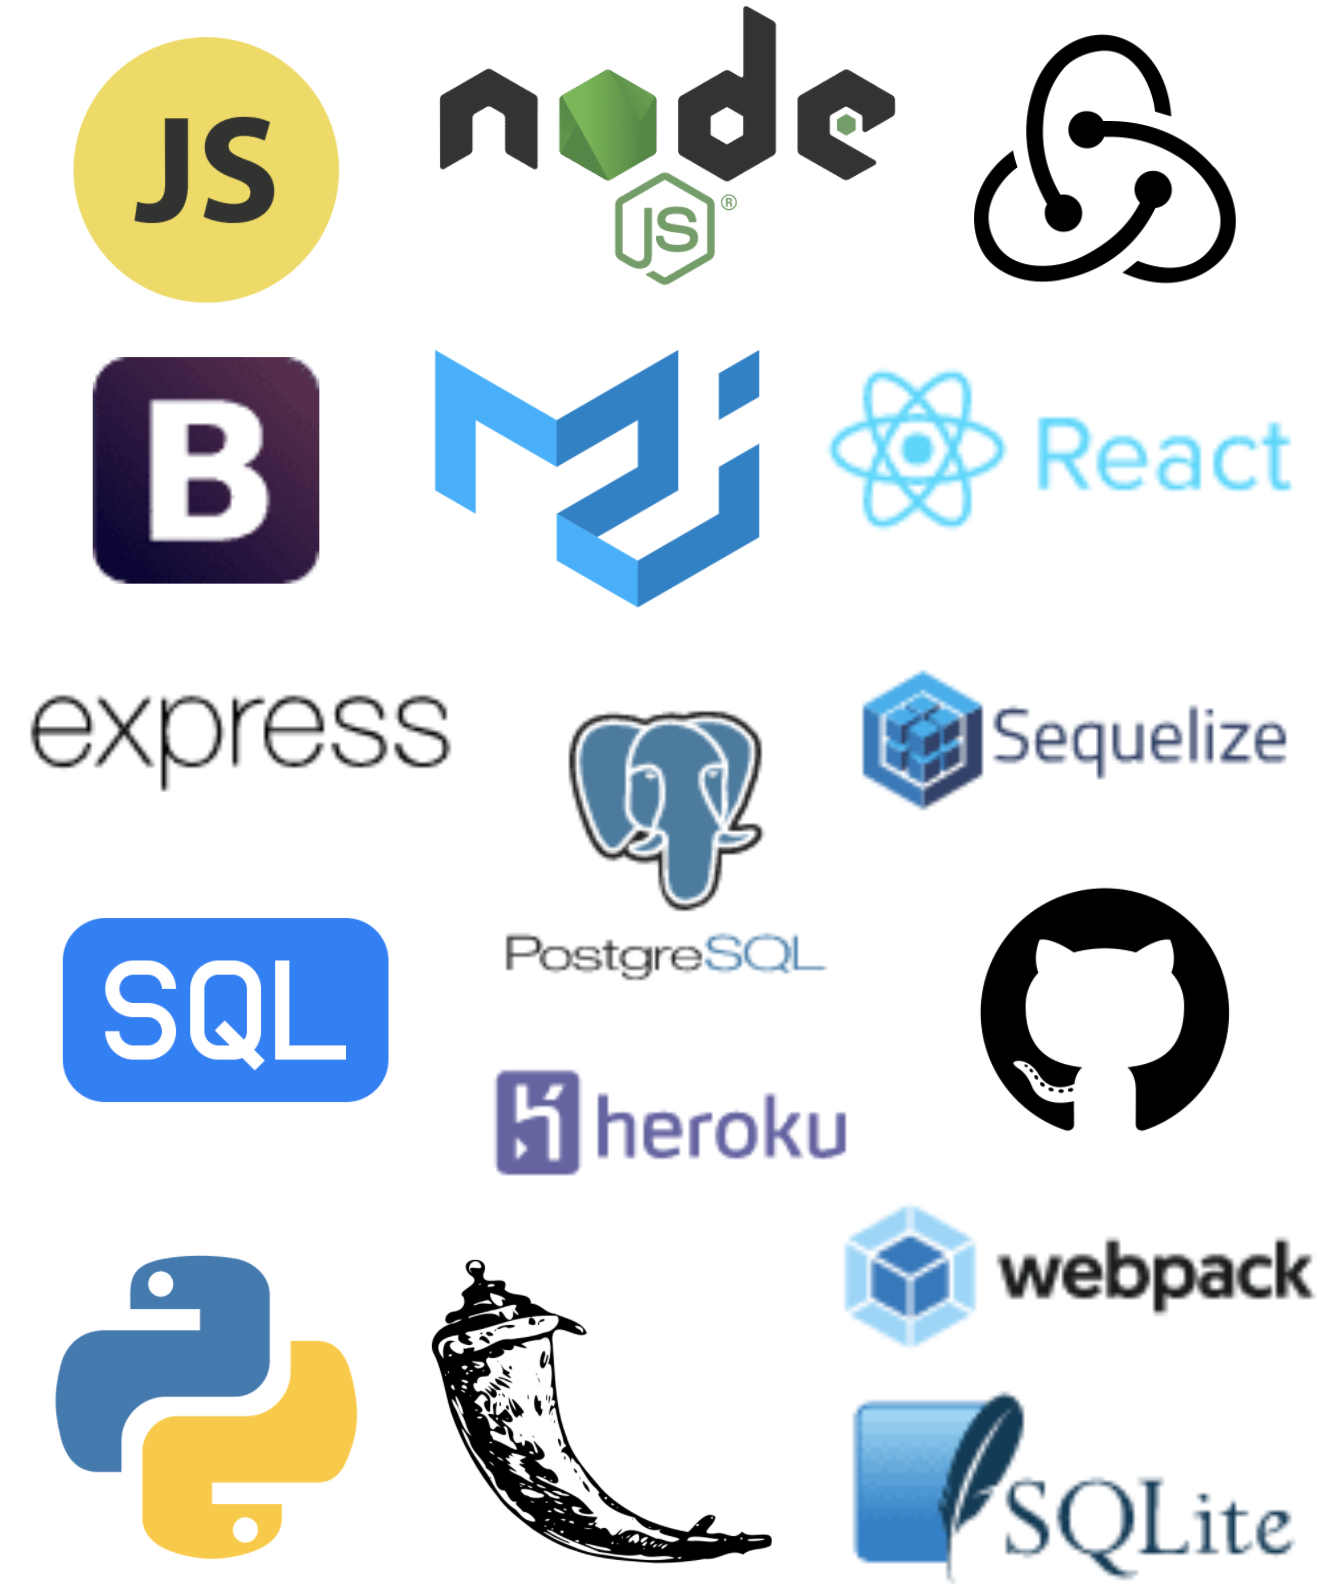 JS
node
JS®
B
React
express
Sequelize
PostgreSQL
SQL
heroku
webpack
SQLite